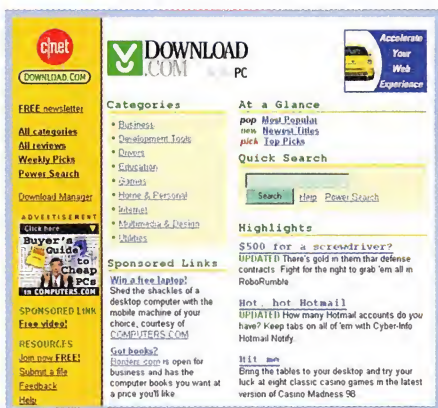 c|net
DOWNLOAD.COM
FREE newsletter
All categories
All reviews
Weekly Picks
Power Search
Download Manager
ADVERTISEMENT
Click here
Buyer's
Guide
to
Cheap
PCs
in COMPUTERS.COM
SPONSORED LINK
Free video!
RESOURCES
Join now FREE!
Submit a file
Feedback
Help
DOWNLOAD
.COM PC
Accelerate
Your
Web
Experience
Categories
Business
Development Tools
Drivers
Education
Games
Home & Personal
Internet
Multimedia & Design
Utilities
Sponsored Links
Win a free laptop!
Shed the shackles of a
desktop computer with the
mobile machine of your
choice, courtesy of
COMPUTERS.COM
Got books?
Borders.com is open for
business and has the
computer books you want at
a price you'll like.
At a Glance
pop Most Popular
new Newest Titles
pick Top Picks
Quick Search
Search Help Power Search
Highlights
$500 for a screwdriver?
UPDATED There's gold in them thar defense
contracts. Fight for the right to grab 'em all in
RoboRumble
Hot, hot Hotmail
UPDATED How many Hotmail accounts do you
have? Keep tabs on all of 'em with Cyber-Info
Hotmail Notify.
Hit me
Bring the tables to your desktop and try your
luck at eight classic casino games in the latest
version of Casino Madness 98.